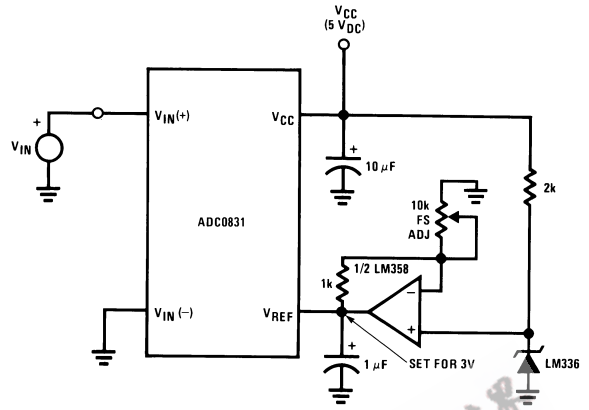 VCC
(5 VDC)
VIN(+)
VCC
+
VIN
+
10 μF
2k
ADC0831
10k
FS
ADJ
1/2 LM358
1k
−
VIN(−)
VREF
+
+
SET FOR 3V
LM336
1 μF